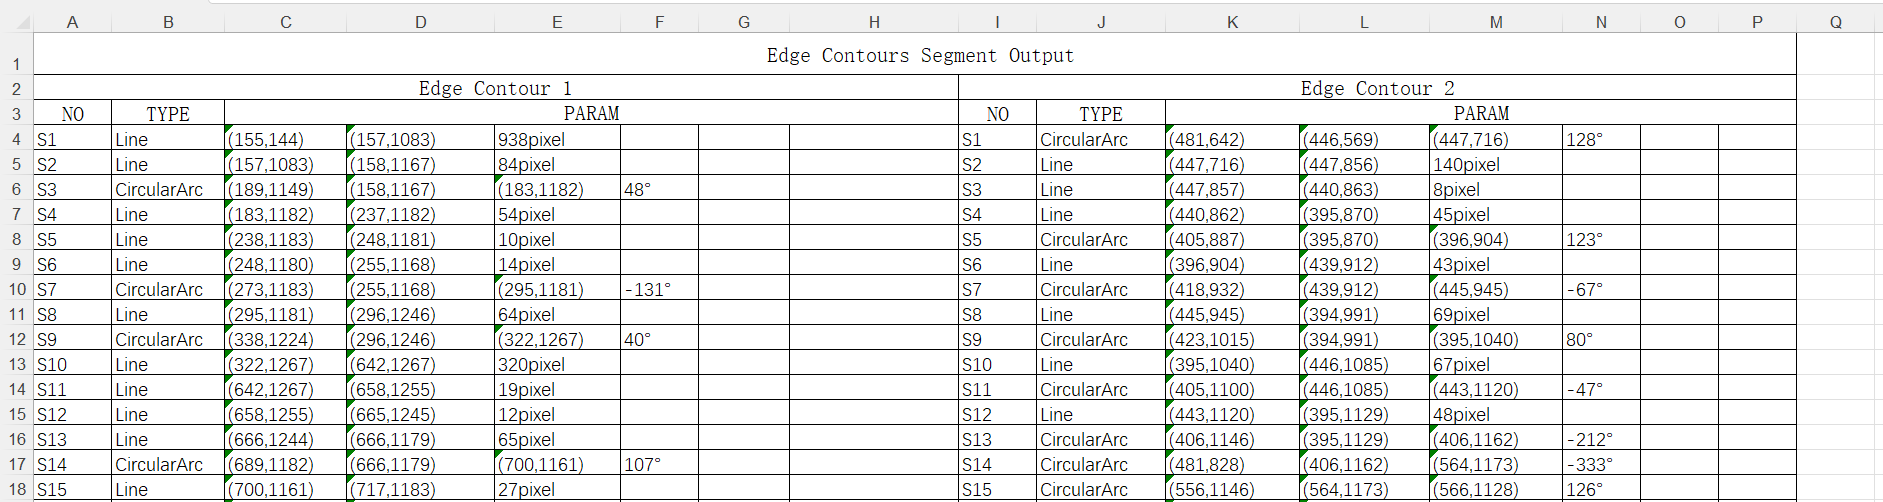 A B C D E F G H I J K L M N O P Q
1 Edge Contours Segment Output
2 Edge Contour 1 Edge Contour 2
3 NO TYPE PARAM NO TYPE PARAM
4 S1 Line (155,144) (157,1083) 938pixel S1 CircularArc (481,642) (446,569) (447,716) 128°
5 S2 Line (157,1083) (158,1167) 84pixel S2 Line (447,716) (447,856) 140pixel
6 S3 CircularArc (189,1149) (158,1167) (183,1182) 48° S3 Line (447,857) (440,863) 8pixel
7 S4 Line (183,1182) (237,1182) 54pixel S4 Line (440,862) (395,870) 45pixel
8 S5 Line (238,1183) (248,1181) 10pixel S5 CircularArc (405,887) (395,870) (396,904) 123°
9 S6 Line (248,1180) (255,1168) 14pixel S6 Line (396,904) (439,912) 43pixel
10 S7 CircularArc (273,1183) (255,1168) (295,1181) -131° S7 CircularArc (418,932) (439,912) (445,945) -67°
11 S8 Line (295,1181) (296,1246) 64pixel S8 Line (445,945) (394,991) 69pixel
12 S9 CircularArc (338,1224) (296,1246) (322,1267) 40° S9 CircularArc (423,1015) (394,991) (395,1040) 80°
13 S10 Line (322,1267) (642,1267) 320pixel S10 Line (395,1040) (446,1085) 67pixel
14 S11 Line (642,1267) (658,1255) 19pixel S11 CircularArc (405,1100) (446,1085) (443,1120) -47°
15 S12 Line (658,1255) (665,1245) 12pixel S12 Line (443,1120) (395,1129) 48pixel
16 S13 Line (666,1244) (666,1179) 65pixel S13 CircularArc (406,1146) (395,1129) (406,1162) -212°
17 S14 CircularArc (689,1182) (666,1179) (700,1161) 107° S14 CircularArc (481,828) (406,1162) (564,1173) -333°
18 S15 Line (700,1161) (717,1183) 27pixel S15 CircularArc (556,1146) (564,1173) (566,1128) 126°